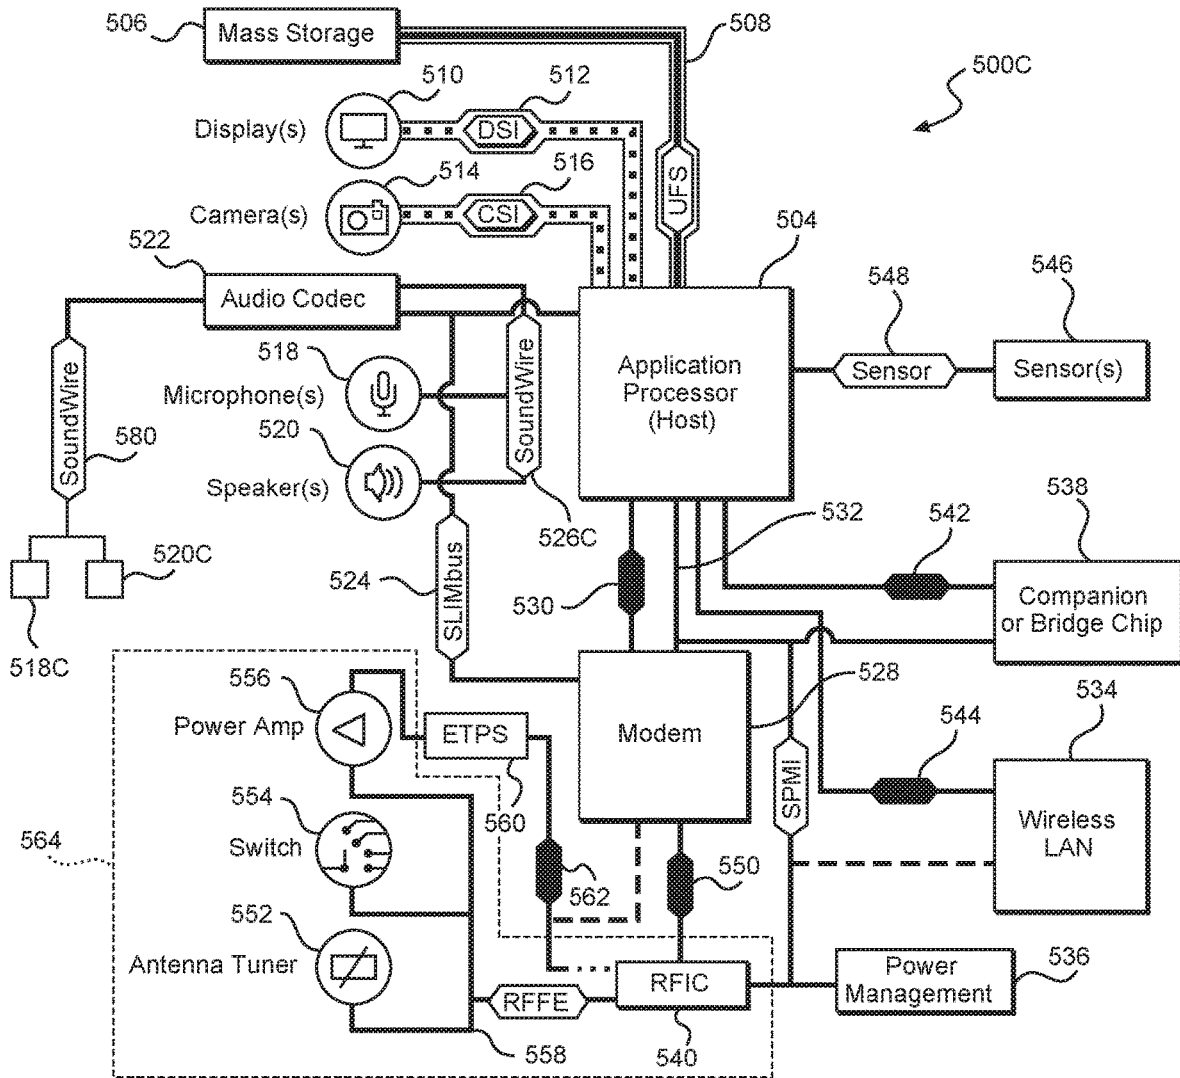 506
Mass Storage
508
500C
510
512
Display(s)
DSI
514
516
UFS
Camera(s)
CSI
504
522
548
546
Audio Codec
518
Application
Processor
(Host)
Sensor
Sensor(s)
Microphone(s)
SoundWire
SoundWire
580
520
Speaker(s)
526C
532
542
538
520C
524
SLIMbus
530
Companion
or Bridge Chip
518C
556
528
534
Power Amp
ETPS
Modem
544
SPMI
554
560
564
Switch
Wireless
LAN
562
550
552
Antenna Tuner
RFIC
Power
Management
536
RFFE
558
540